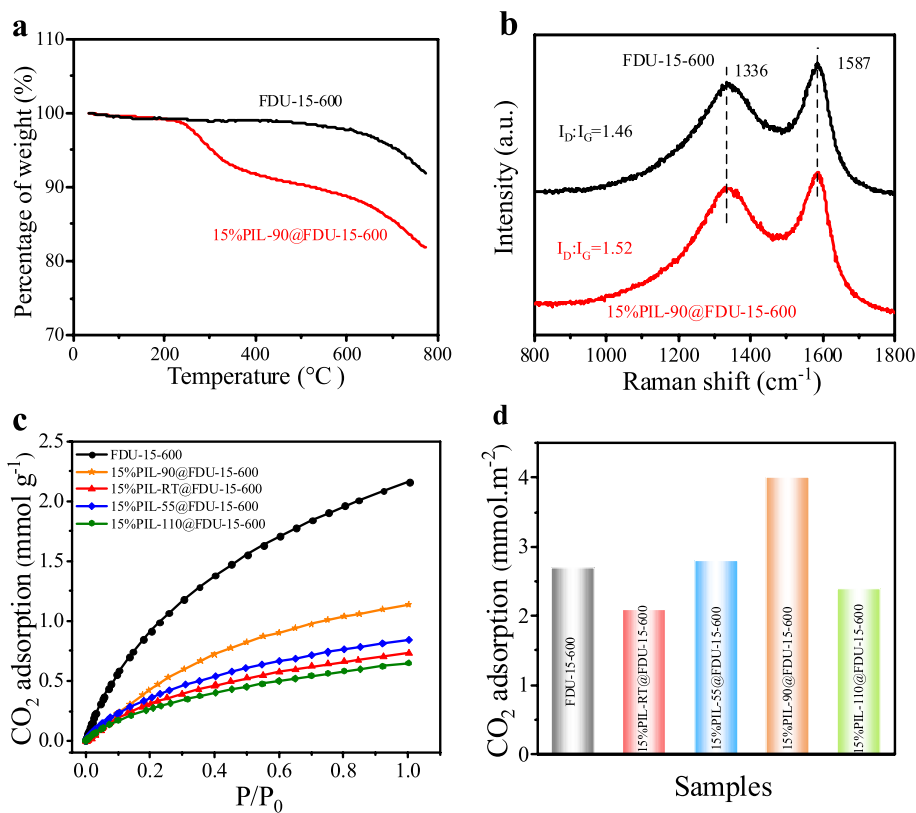 a
110
100
90
80
70
0
200
400
600
800
Percentage of weight (%)
Temperature (°C )
FDU-15-600
15%PIL-90@FDU-15-600
b
FDU-15-600
1336
1587
I_D:I_G=1.46
I_D:I_G=1.52
15%PIL-90@FDU-15-600
Intensity (a.u.)
800
1000
1200
1400
1600
1800
Raman shift (cm⁻¹)
c
2.5
2.0
1.5
1.0
0.5
0.0
FDU-15-600
15%PIL-90@FDU-15-600
15%PIL-RT@FDU-15-600
15%PIL-55@FDU-15-600
15%PIL-110@FDU-15-600
CO₂ adsorption (mmol g⁻¹)
0.0
0.2
0.4
0.6
0.8
1.0
P/P₀
d
4
3
2
1
0
CO₂ adsorption (mmol.m⁻²)
FDU-15-600
15%PIL-RT@FDU-15-600
15%PIL-55@FDU-15-600
15%PIL-90@FDU-15-600
15%PIL-110@FDU-15-600
Samples